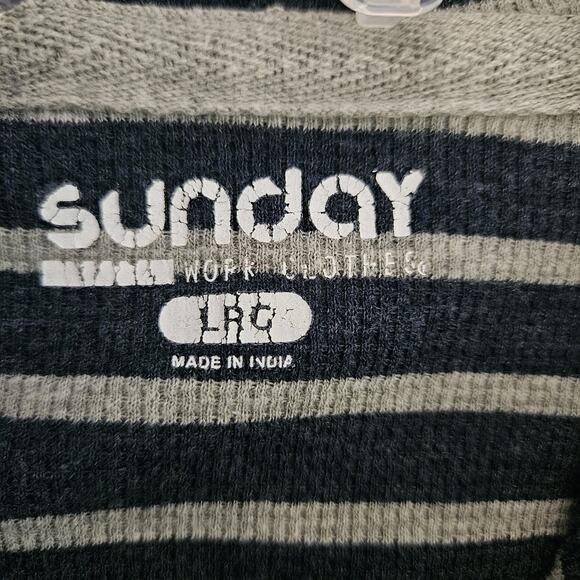 sunday
WORK CLOTHES
LRG
MADE IN INDIA